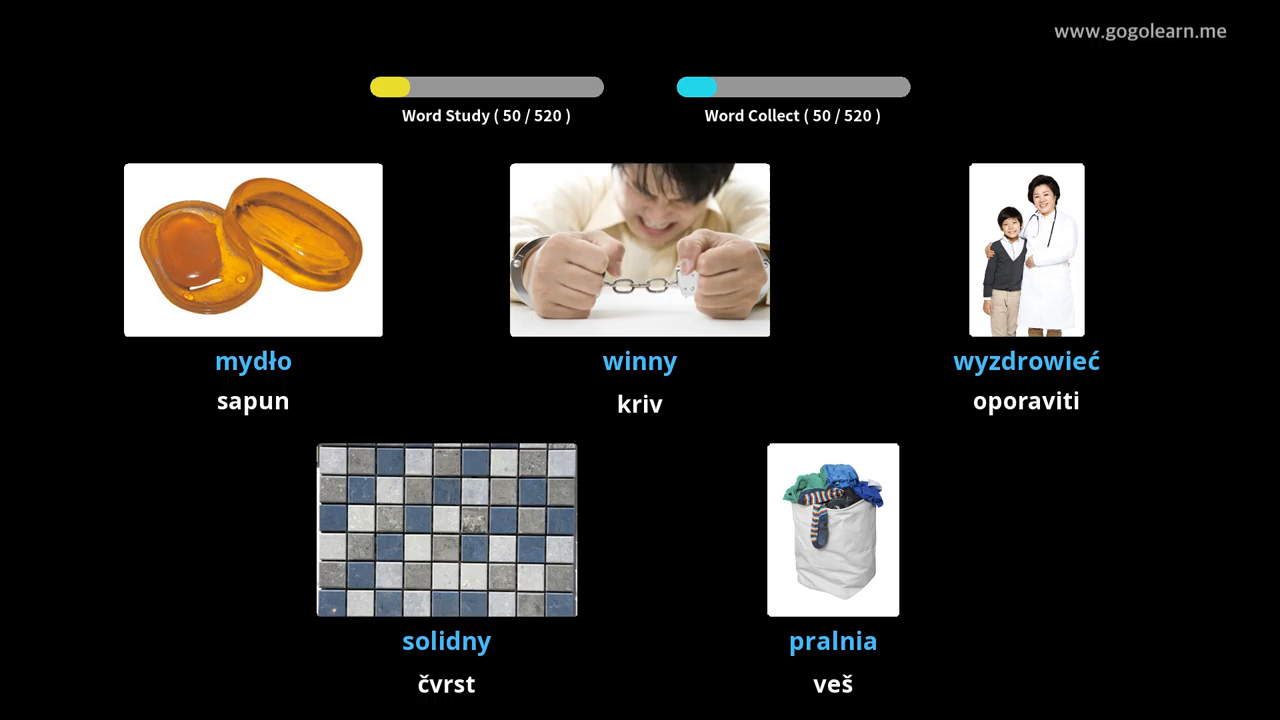 www.gogolearn.me
Word Study ( 50 / 520 )
Word Collect ( 50 / 520 )
mydło
sapun
winny
kriv
wyzdrowieć
oporaviti
solidny
čvrst
pralnia
veš